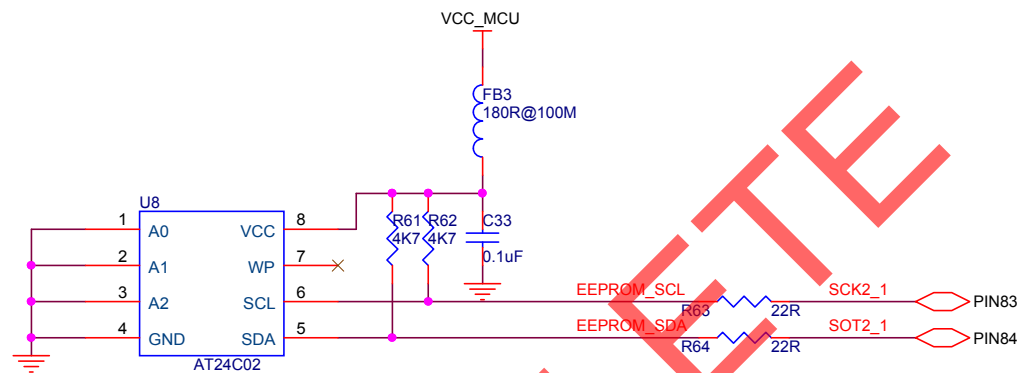 VCC_MCU
FB3
180R@100M
U8
1 A0 VCC 8
2 A1 WP 7
3 A2 SCL 6
4 GND SDA 5
AT24C02
R61 R62 C33
4K7 4K7
0.1uF
EEPROM_SCL SCK2_1
R63 22R PIN83
EEPROM_SDA SOT2_1
R64 22R PIN84
ETE